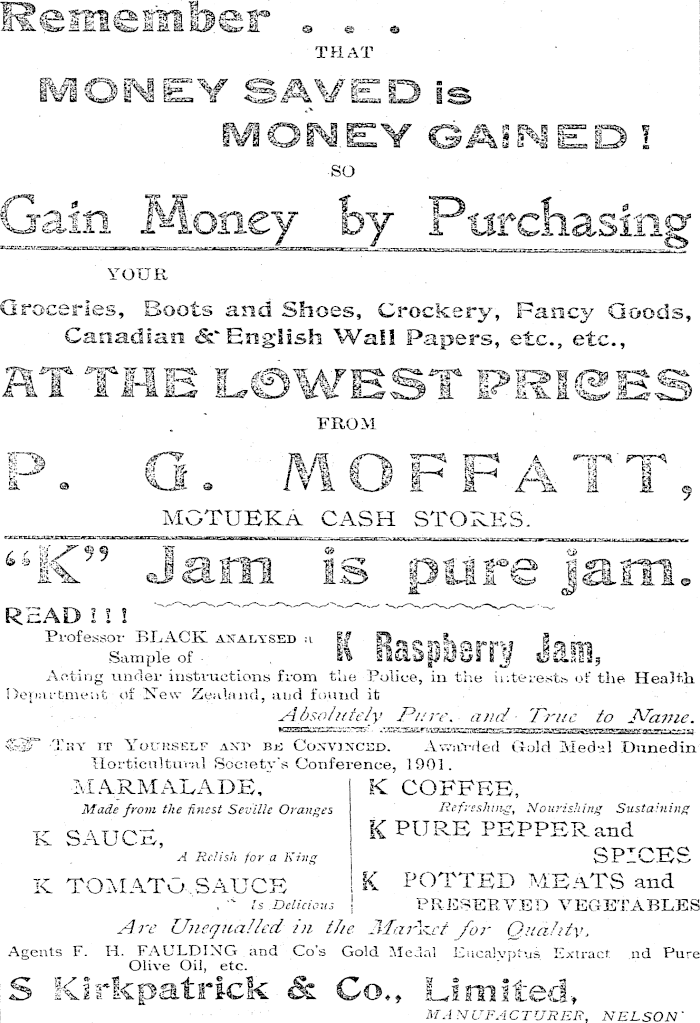 Remember . . .
THAT
MONEY SAVED is
MONEY GAINED!
SO
Gain Money by Purchasing
YOUR
Groceries, Boots and Shoes, Crockery, Fancy Goods,
Canadian & English Wall Papers, etc., etc.,
AT THE LOWEST PRICES
FROM
P. G. MOFFATT,
MOTUEKA CASH STORES.
"K" Jam is pure jam.
READ!!!
Professor BLACK ANALYSED a
Sample of
K Raspberry Jam,
Acting under instructions from the Police, in the interests of the Health
Department of New Zealand, and found it
Absolutely Pure. and True to Name.
☞ TRY IT YOURSELF AND BE CONVINCED. Awarded Gold Medal Dunedin
Horticultural Society's Conference, 1901.
MARMALADE,
Made from the finest Seville Oranges
K SAUCE,
A Relish for a King
K TOMATO SAUCE
Is Delicious
K COFFEE,
Refreshing, Nourishing Sustaining
K PURE PEPPER and
SPICES
K POTTED MEATS and
PRESERVED VEGETABLES
Are Unequalled in the Market for Quality.
Agents F. H. FAULDING and Co's Gold Medal Eucalyptus Extract nd Pure
Olive Oil, etc.
S Kirkpatrick & Co., Limited,
MANUFACTURER, NELSON